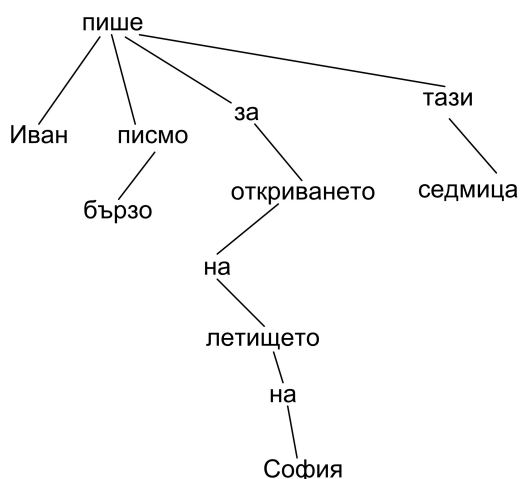 пише
тази
за
Иван
писмо
откриването
седмица
бързо
на
летището
на
София